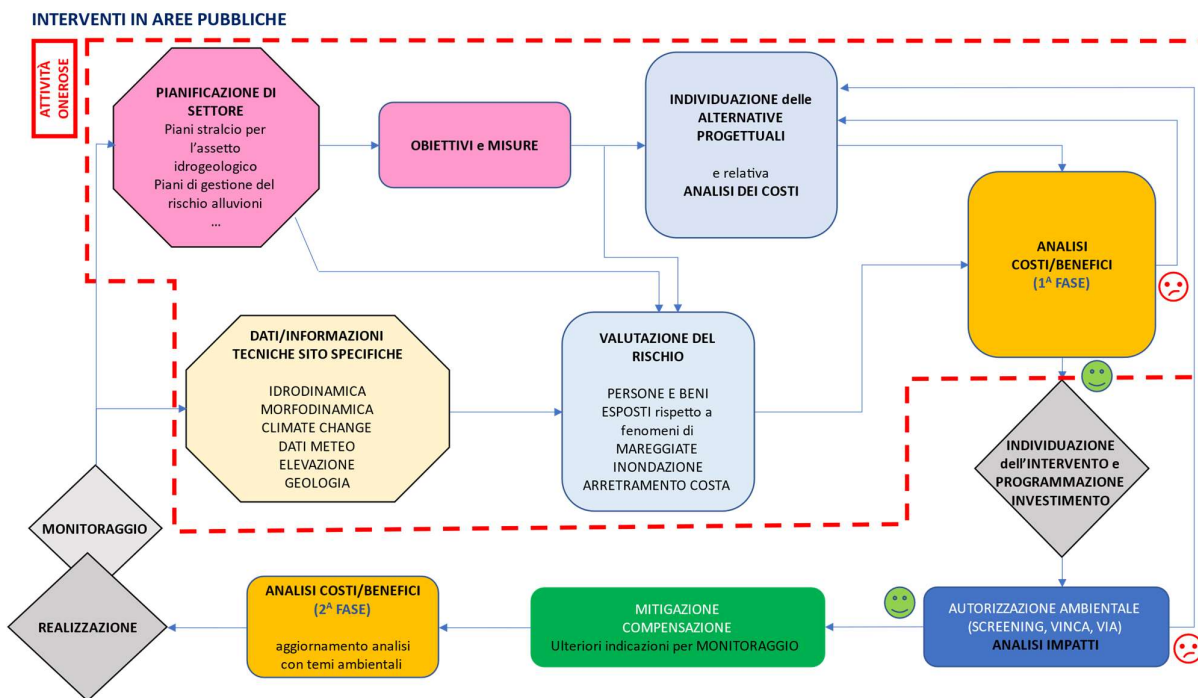 INTERVENTI IN AREE PUBBLICHE
ATTIVITÀ
ONEROSE
PIANIFICAZIONE DI
SETTORE
Piani stralcio per
l'assetto
idrogeologico
Piani di gestione del
rischio alluvioni
...
OBIETTIVI e MISURE
INDIVIDUAZIONE delle
ALTERNATIVE
PROGETTUALI
e relativa
ANALISI DEI COSTI
ANALISI
COSTI/BENEFICI
(1ᴬ FASE)
DATI/INFORMAZIONI
TECNICHE SITO SPECIFICHE
IDRODINAMICA
MORFODINAMICA
CLIMATE CHANGE
DATI METEO
ELEVAZIONE
GEOLOGIA
VALUTAZIONE DEL
RISCHIO
PERSONE E BENI
ESPOSTI rispetto a
fenomeni di
MAREGGIATE
INONDAZIONE
ARRETRAMENTO COSTA
INDIVIDUAZIONE
dell'INTERVENTO e
PROGRAMMAZIONE
INVESTIMENTO
MONITORAGGIO
REALIZZAZIONE
ANALISI COSTI/BENEFICI
(2ᴬ FASE)
aggiornamento analisi
con temi ambientali
MITIGAZIONE
COMPENSAZIONE
Ulteriori indicazioni per MONITORAGGIO
AUTORIZZAZIONE AMBIENTALE
(SCREENING, VINCA, VIA)
ANALISI IMPATTI